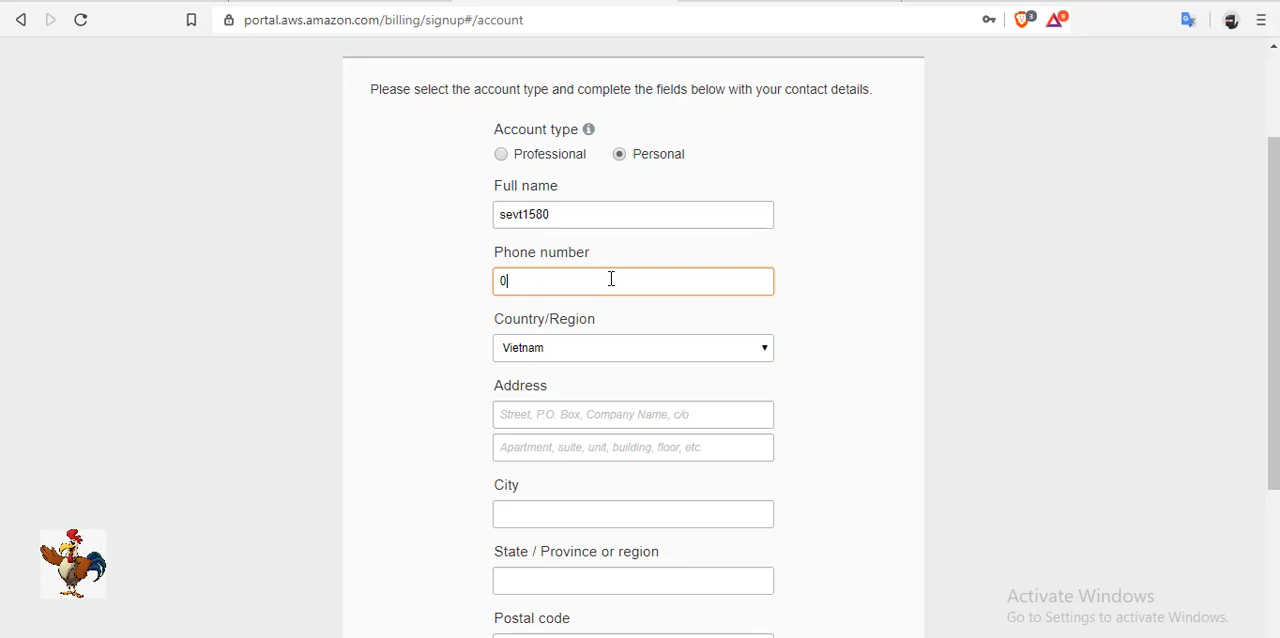 portal.aws.amazon.com/billing/signup#/account
Please select the account type and complete the fields below with your contact details.
Account type
Professional Personal
Full name
sevt1580
Phone number
0
Country/Region
Vietnam
Address
Street, P.O. Box, Company Name, c/o
Apartment, suite, unit, building, floor, etc.
City
State / Province or region
Postal code
Activate Windows
Go to Settings to activate Windows.